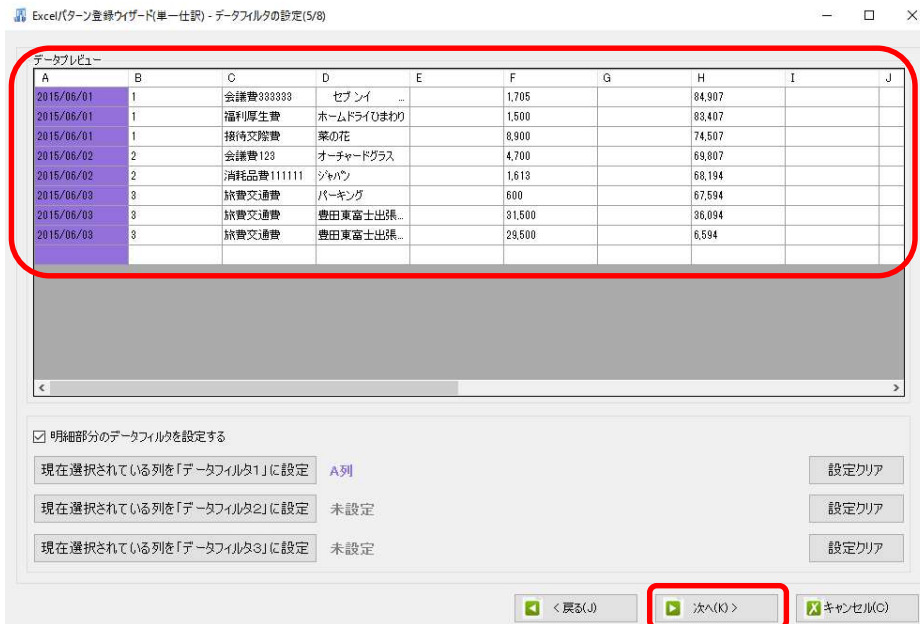 Excelパターン登録ウィザード(単一仕訳) - データフィルタの設定(5/8)
データプレビュー
A B C D E F G H I J
2015/06/01 1 会議費333333 セブンイ ... 1,705 84,907
2015/06/01 1 福利厚生費 ホームドライひまわり 1,500 83,407
2015/06/01 1 接待交際費 菜の花 8,900 74,507
2015/06/02 2 会議費123 オーチャードグラス 4,700 69,807
2015/06/02 2 消耗品費111111 ジャパン 1,613 68,194
2015/06/03 3 旅費交通費 パーキング 600 67,594
2015/06/03 3 旅費交通費 豊田東富士出張... 31,500 36,094
2015/06/03 3 旅費交通費 豊田東富士出張... 29,500 6,594
明細部分のデータフィルタを設定する
現在選択されている列を「データフィルタ1」に設定 A列 設定クリア
現在選択されている列を「データフィルタ2」に設定 未設定 設定クリア
現在選択されている列を「データフィルタ3」に設定 未設定 設定クリア
< 戻る(J) 次へ(K) > キャンセル(C)